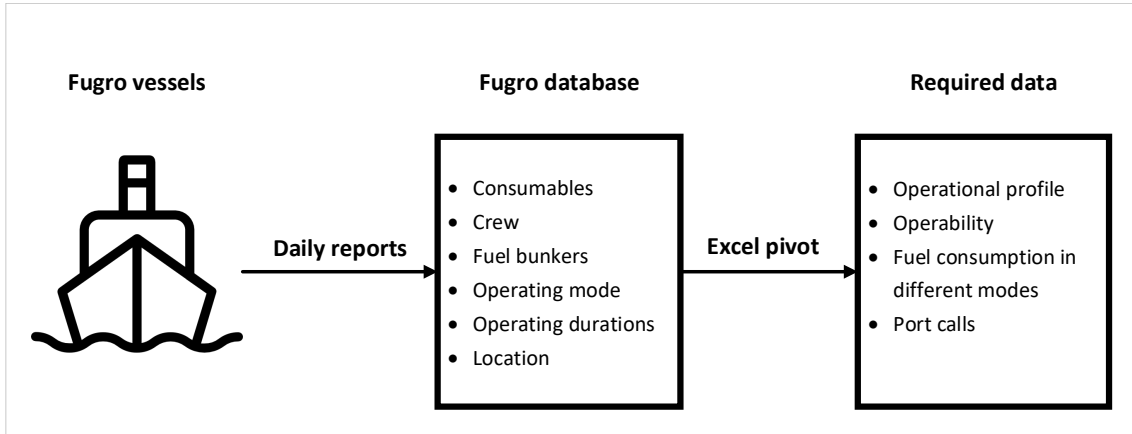 Fugro vessels
Fugro database
Required data
Daily reports
• Consumables
• Crew
• Fuel bunkers
• Operating mode
• Operating durations
• Location
Excel pivot
• Operational profile
• Operability
• Fuel consumption in
different modes
• Port calls